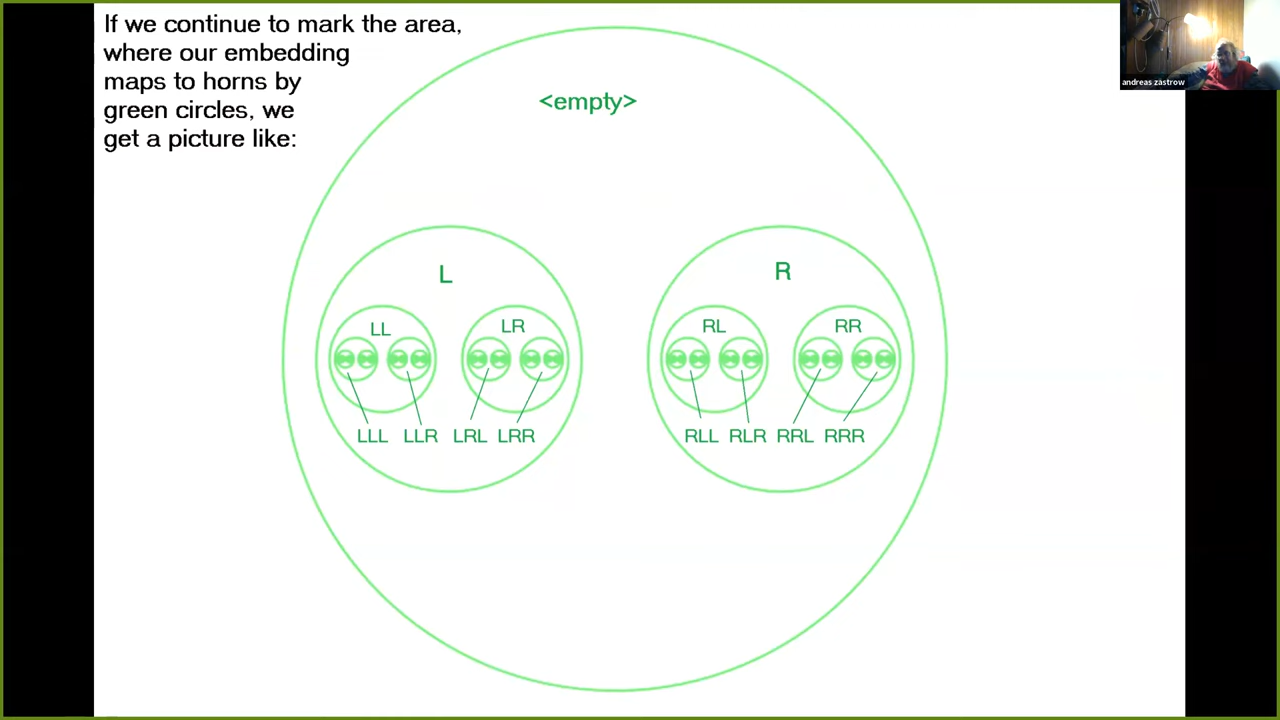 If we continue to mark the area,
where our embedding
maps to horns by
green circles, we
get a picture like:
andreas zastrow
<empty>
L
R
LL
LR
RL
RR
LLL LLR LRL LRR
RLL RLR RRL RRR